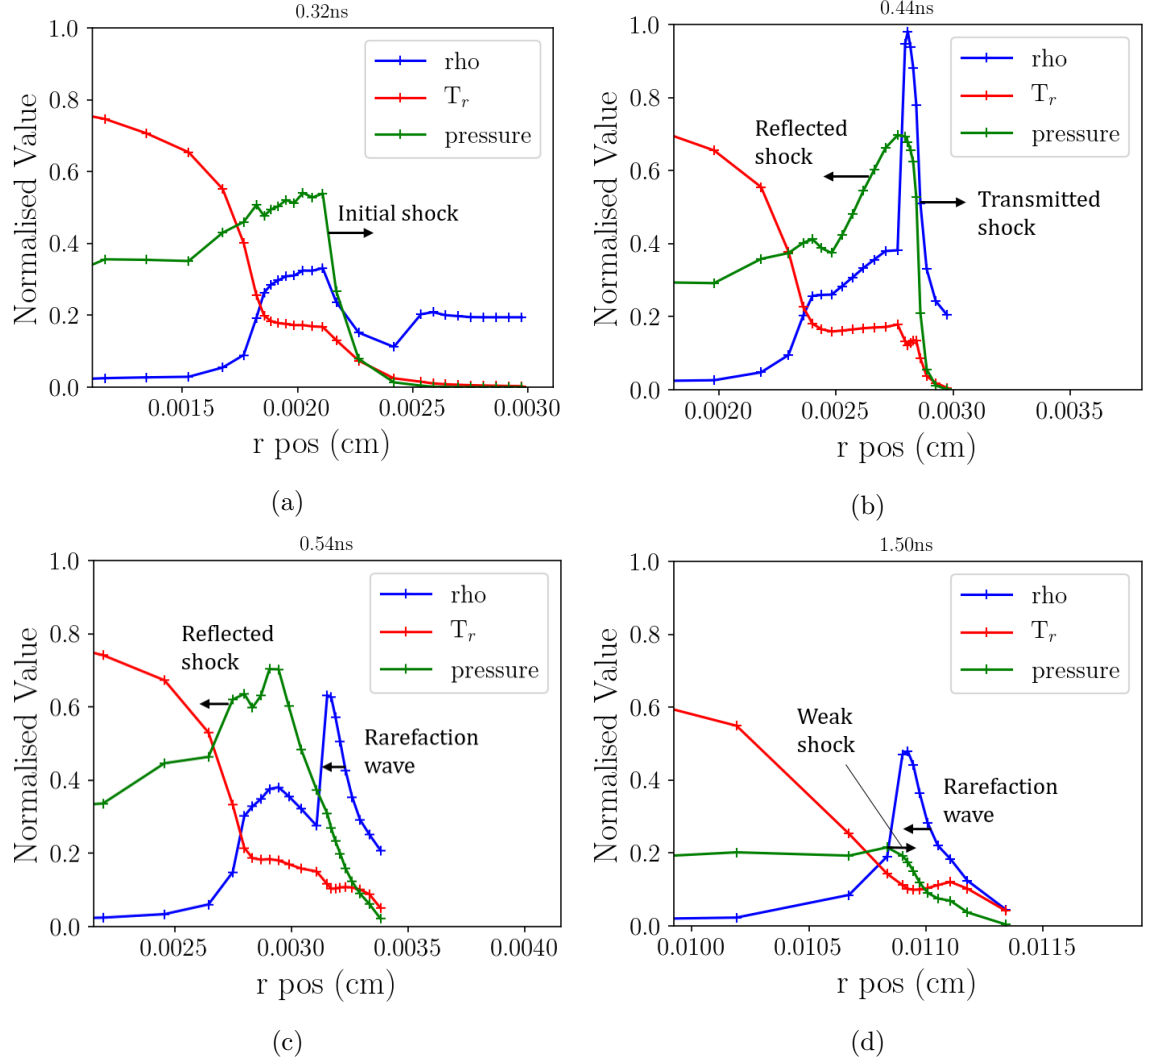 0.32ns
1.0
0.8
0.6
0.4
0.2
0.0
Normalised Value
rho
T_r
pressure
Initial shock
0.0015 0.0020 0.0025 0.0030
r pos (cm)
(a)
0.44ns
1.0
0.8
0.6
0.4
0.2
0.0
Normalised Value
rho
T_r
pressure
Reflected
shock
Transmitted
shock
0.0020 0.0025 0.0030 0.0035
r pos (cm)
(b)
0.54ns
1.0
0.8
0.6
0.4
0.2
0.0
Normalised Value
rho
T_r
pressure
Reflected
shock
Rarefaction
wave
0.0025 0.0030 0.0035 0.0040
r pos (cm)
(c)
1.50ns
1.0
0.8
0.6
0.4
0.2
0.0
Normalised Value
rho
T_r
pressure
Weak
shock
Rarefaction
wave
0.0100 0.0105 0.0110 0.0115
r pos (cm)
(d)